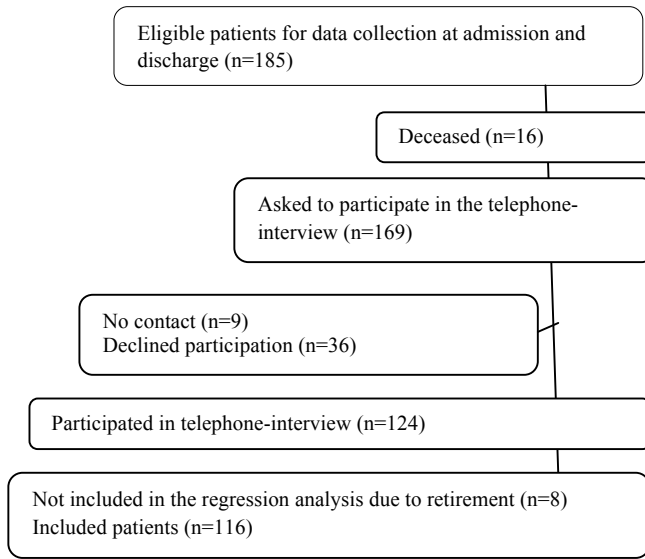 Eligible patients for data collection at admission and
discharge (n=185)
Deceased (n=16)
Asked to participate in the telephone-
interview (n=169)
No contact (n=9)
Declined participation (n=36)
Participated in telephone-interview (n=124)
Not included in the regression analysis due to retirement (n=8)
Included patients (n=116)